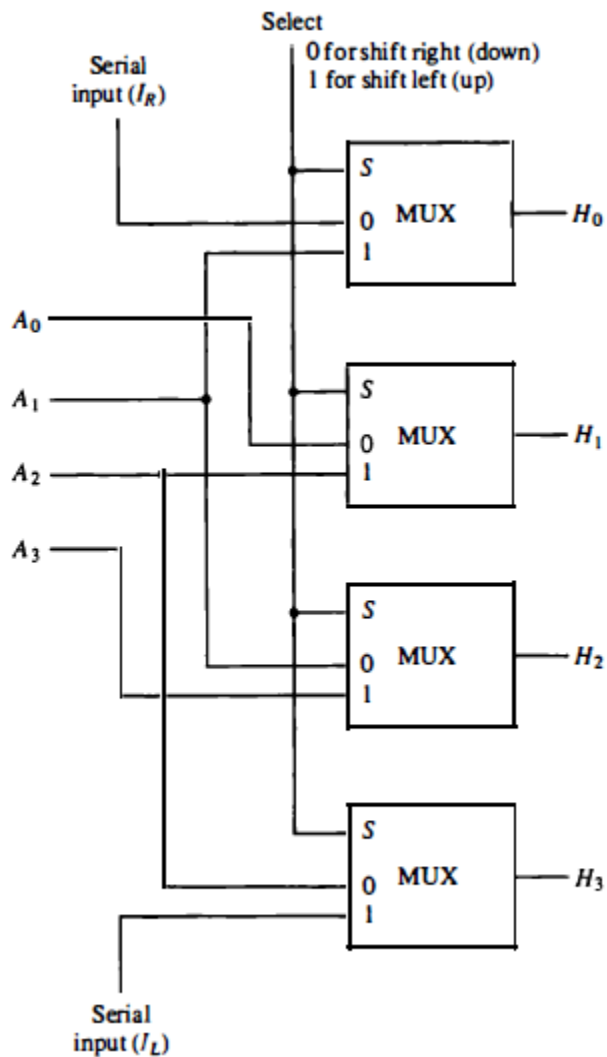 Select
0 for shift right (down)
1 for shift left (up)
Serial
input (I_R)
S
0 MUX H_0
1
A_0
A_1
S
0 MUX H_1
1
A_2
A_3
S
0 MUX H_2
1
S
0 MUX H_3
1
Serial
input (I_L)